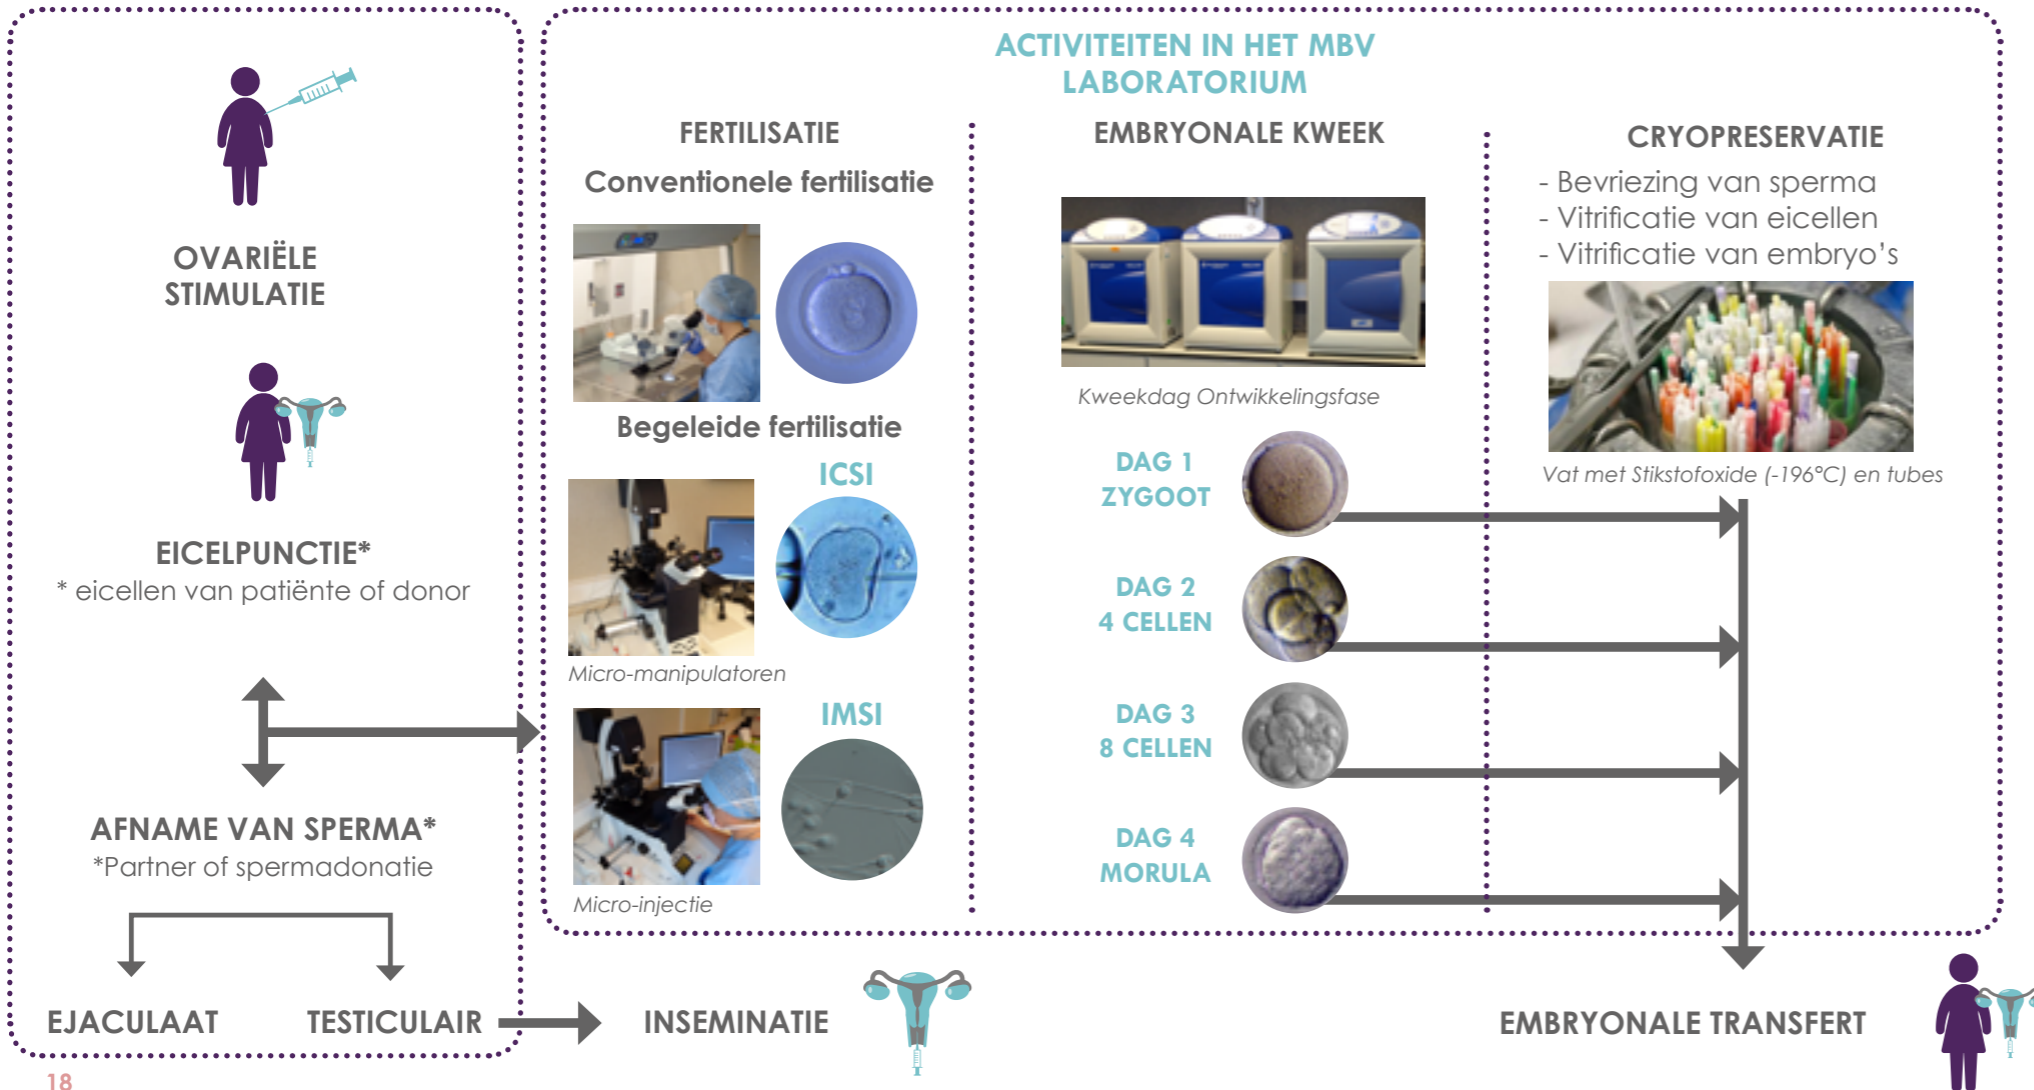 OVARIËLE
STIMULATIE
EICELPUNCTIE*
* eicellen van patiënte of donor
AFNAME VAN SPERMA*
*Partner of spermadonatie
EJACULAAT
TESTICULAIR
INSEMINATIE
ACTIVITEITEN IN HET MBV
LABORATORIUM
FERTILISATIE
Conventionele fertilisatie
Begeleide fertilisatie
ICSI
Micro-manipulatoren
IMSI
Micro-injectie
EMBRYONALE KWEEK
Kweekdag Ontwikkelingsfase
DAG 1
ZYGOOT
DAG 2
4 CELLEN
DAG 3
8 CELLEN
DAG 4
MORULA
CRYOPRESERVATIE
- Bevriezing van sperma
- Vitrificatie van eicellen
- Vitrificatie van embryo's
Vat met Stikstofoxide (-196°C) en tubes
EMBRYONALE TRANSFERT
18